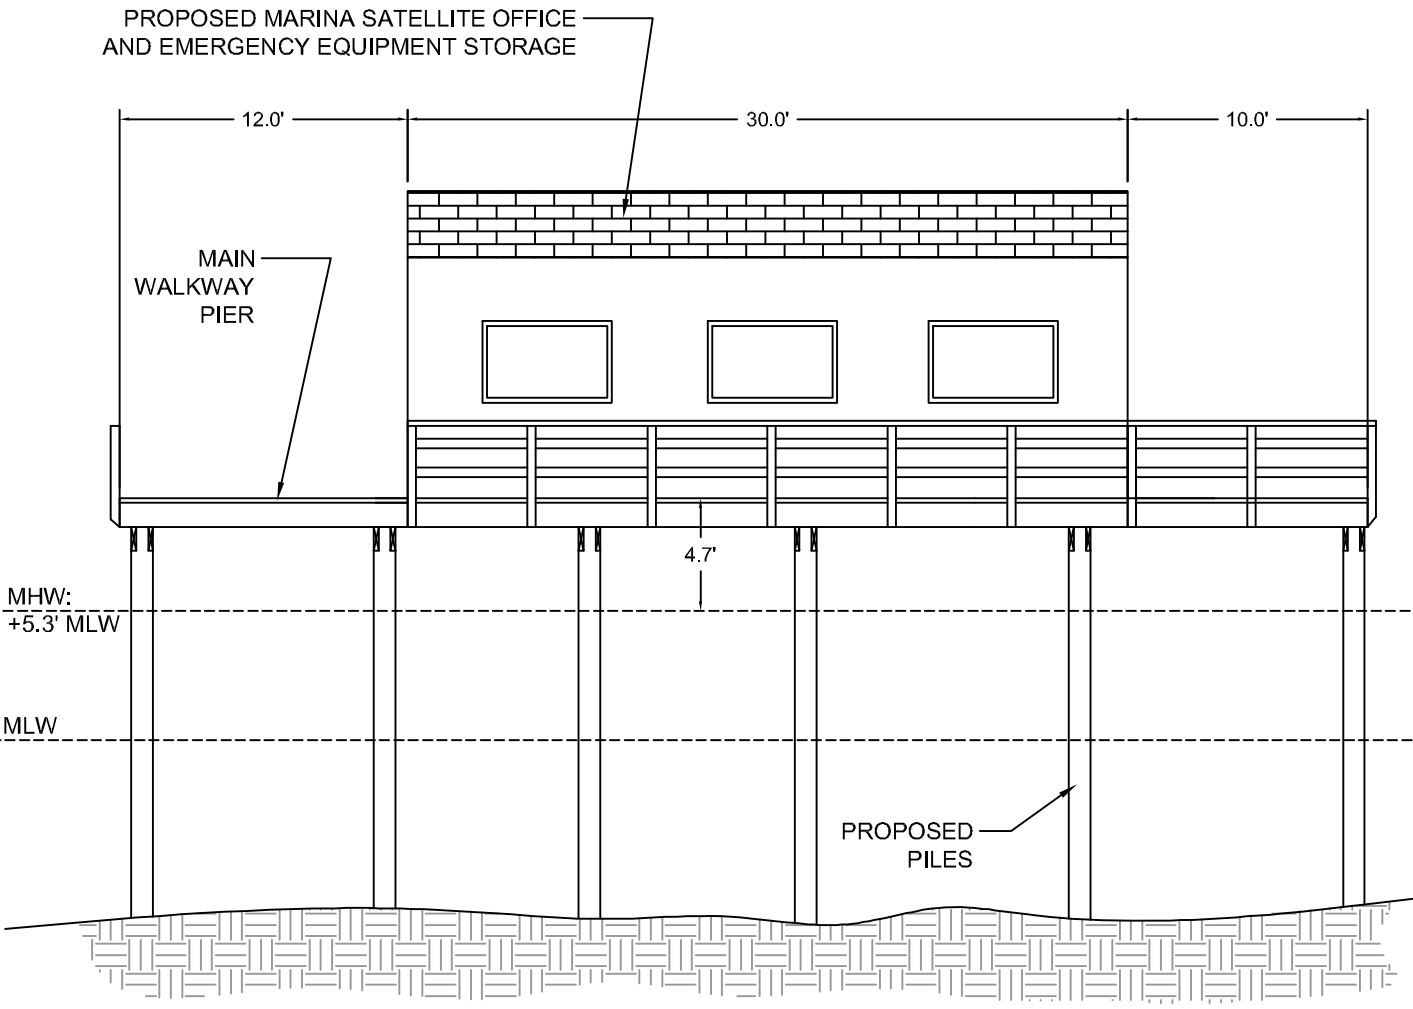 PROPOSED MARINA SATELLITE OFFICE
AND EMERGENCY EQUIPMENT STORAGE
12.0'
30.0'
10.0'
MAIN
WALKWAY
PIER
4.7'
MHW:
+5.3' MLW
MLW
PROPOSED
PILES